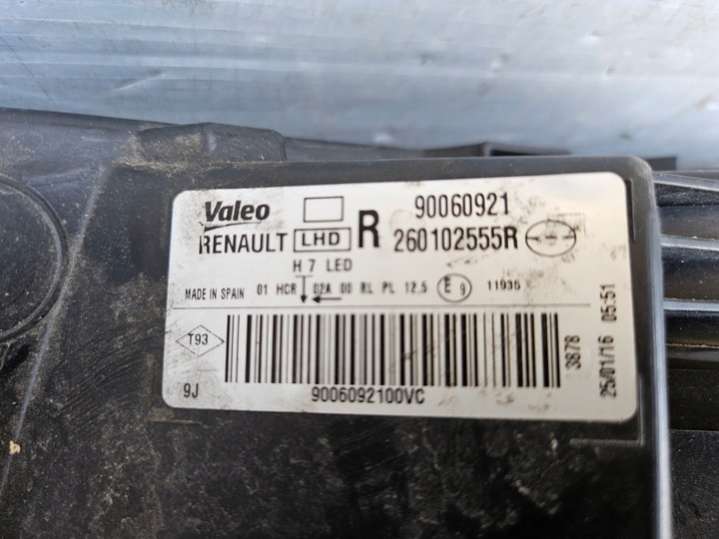 Valeo R 90060921
RENAULT LHD 260102555R
H7 LED
MADE IN SPAIN 01 HCR 02A 00 RL PL 12.5 E9 11935
T93
9J
9006092100VC
3878
25/01/16 05:51